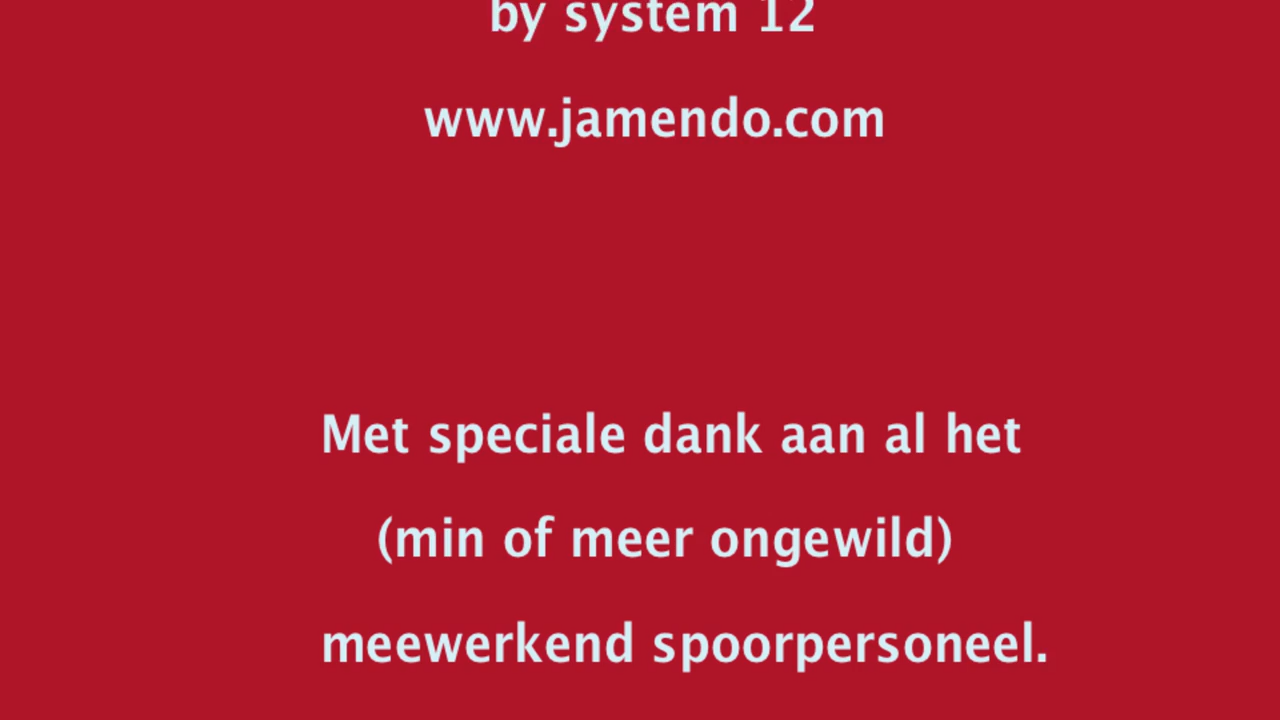 by system 12
www.jamendo.com
Met speciale dank aan al het
(min of meer ongewild)
meewerkend spoorpersoneel.